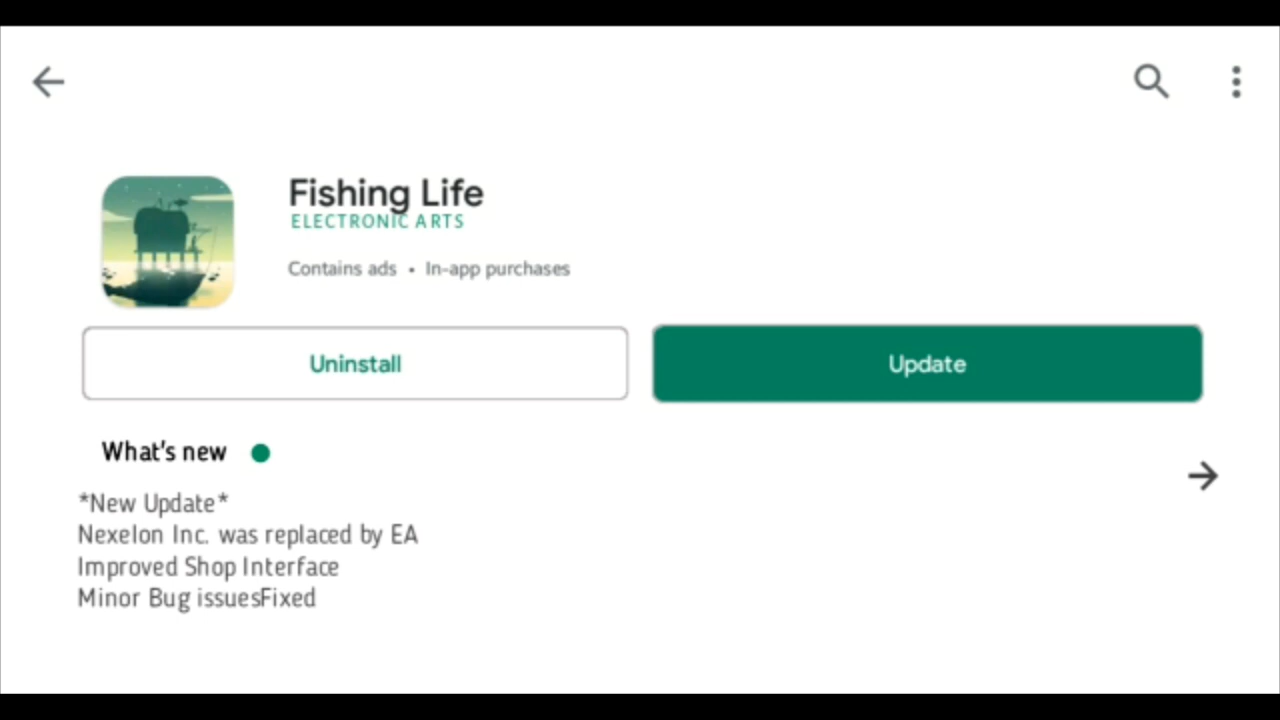 Fishing Life
ELECTRONIC ARTS
Contains ads • In-app purchases
Uninstall
Update
What's new
*New Update*
Nexelon Inc. was replaced by EA
Improved Shop Interface
Minor Bug issuesFixed